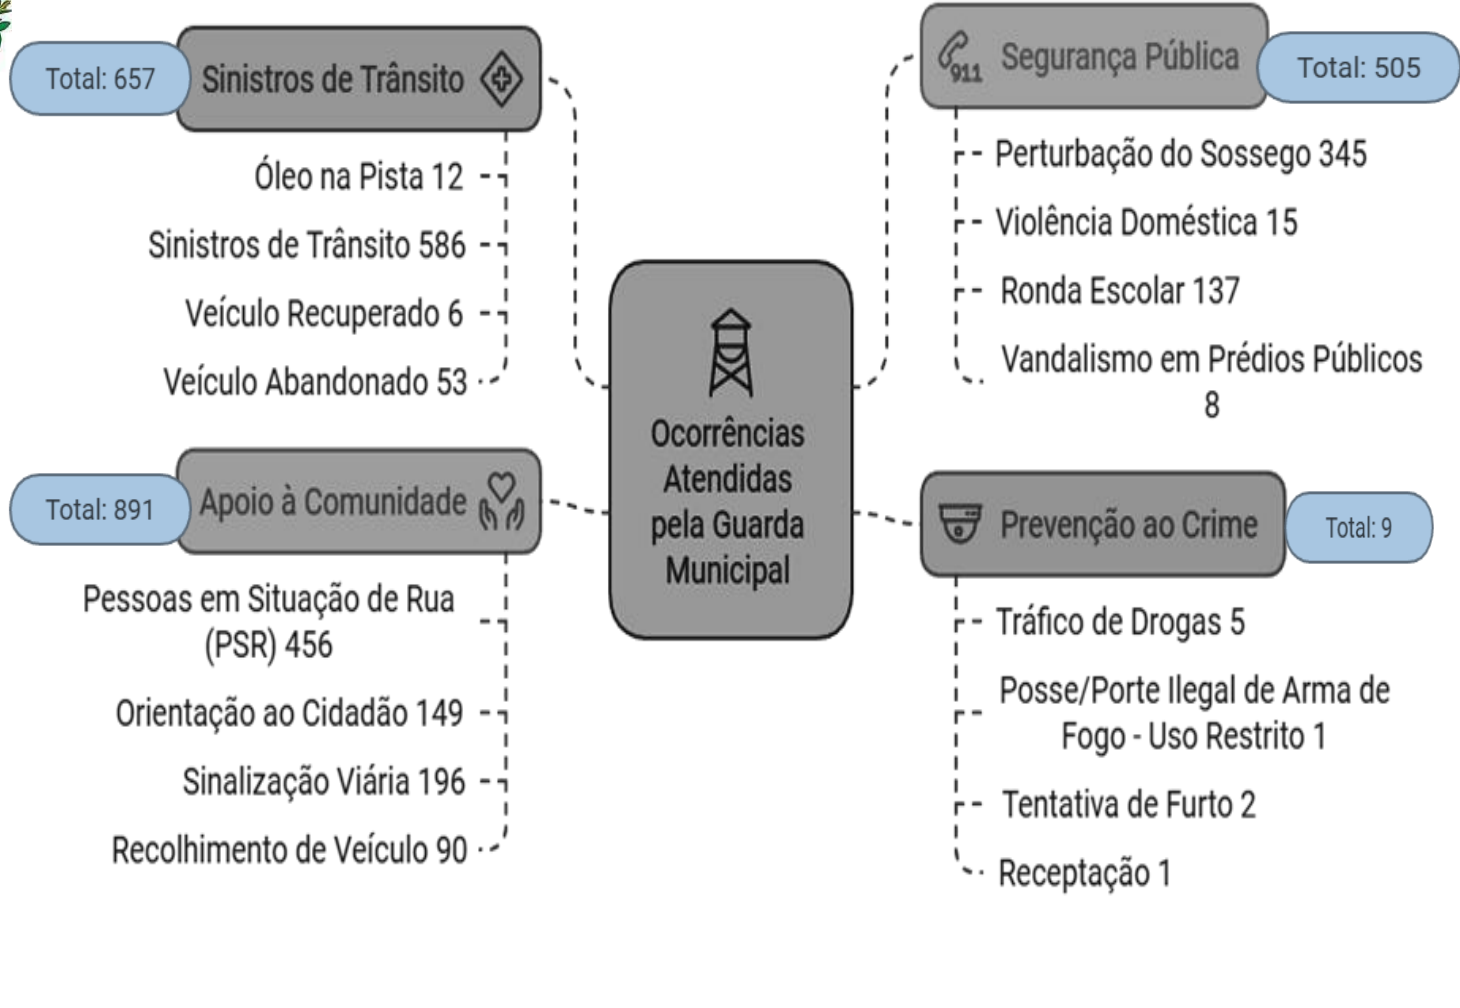 Total: 657
Sinistros de Trânsito
Óleo na Pista 12
Sinistros de Trânsito 586
Veículo Recuperado 6
Veículo Abandonado 53
Total: 891
Apoio à Comunidade
Pessoas em Situação de Rua
(PSR) 456
Orientação ao Cidadão 149
Sinalização Viária 196
Recolhimento de Veículo 90
Ocorrências
Atendidas
pela Guarda
Municipal
911
Segurança Pública
Total: 505
Perturbação do Sossego 345
Violência Doméstica 15
Ronda Escolar 137
Vandalismo em Prédios Públicos
8
Prevenção ao Crime
Total: 9
Tráfico de Drogas 5
Posse/Porte Ilegal de Arma de
Fogo - Uso Restrito 1
Tentativa de Furto 2
Receptação 1